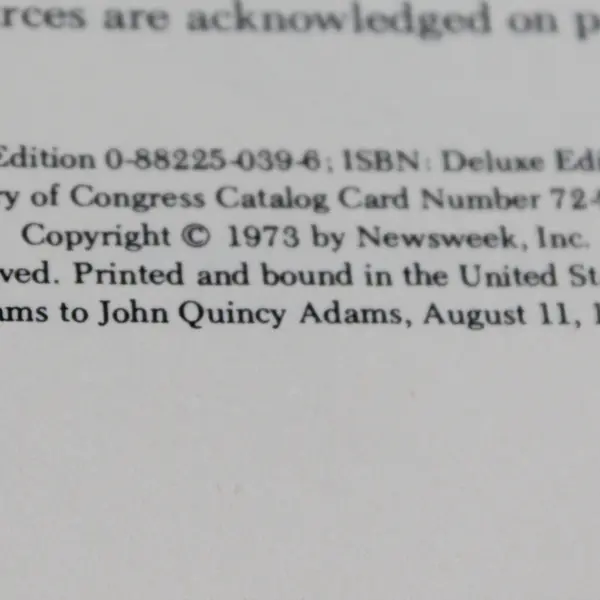 rces are acknowledged on p
Edition 0-88225-039-6; ISBN: Deluxe Edi
ry of Congress Catalog Card Number 72-
Copyright © 1973 by Newsweek, Inc.
ved. Printed and bound in the United St
ams to John Quincy Adams, August 11, 1